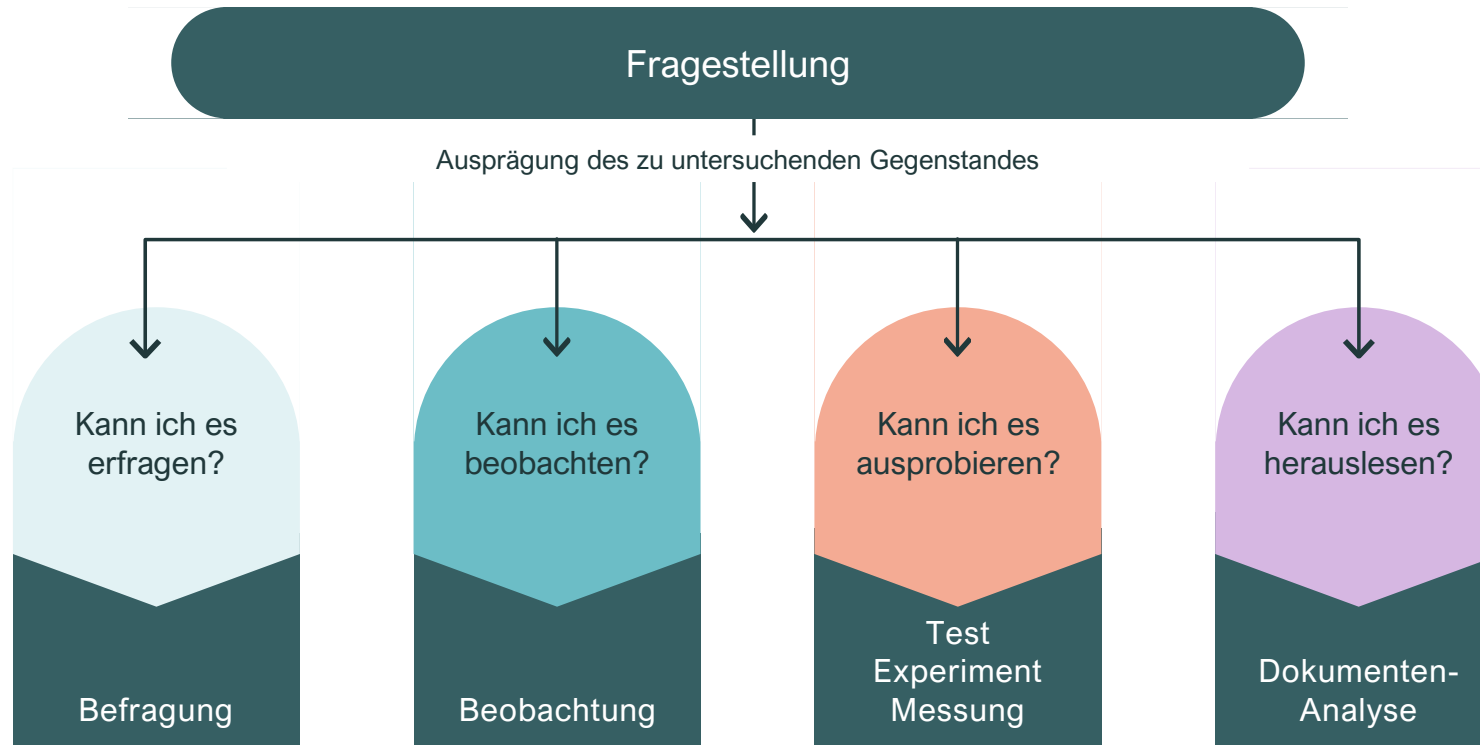 Fragestellung
Ausprägung des zu untersuchenden Gegenstandes
Kann ich es
erfragen?
Befragung
Kann ich es
beobachten?
Beobachtung
Kann ich es
ausprobieren?
Test
Experiment
Messung
Kann ich es
herauslesen?
Dokumenten-
Analyse